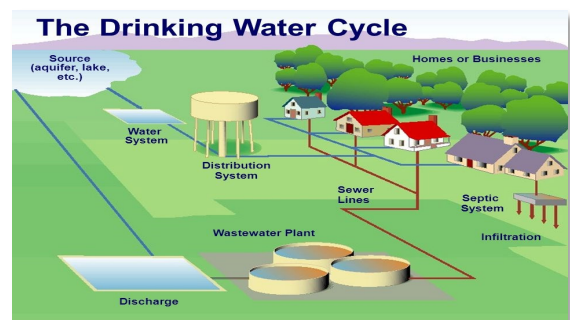 The Drinking Water Cycle
Source
(aquifer, lake,
etc.)
Homes or Businesses
Water
System
Distribution
System
Sewer
Lines
Septic
System
Wastewater Plant
Infiltration
Discharge